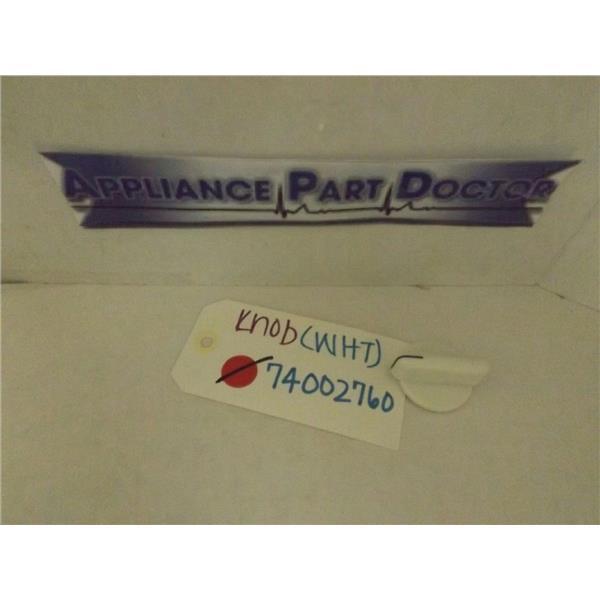 APPLIANCE PART DOCTOR
KNOB (WHT)
74002760